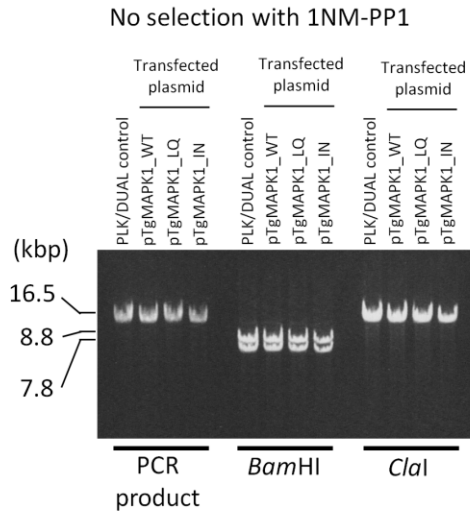 No selection with 1NM-PP1
Transfected
plasmid
Transfected
plasmid
Transfected
plasmid
PLK/DUAL control
pTgMAPK1_WT
pTgMAPK1_LQ
pTgMAPK1_IN
PLK/DUAL control
pTgMAPK1_WT
pTgMAPK1_LQ
pTgMAPK1_IN
PLK/DUAL control
pTgMAPK1_WT
pTgMAPK1_LQ
pTgMAPK1_IN
(kbp)
16.5
8.8
7.8
PCR
product
BamHI
ClaI